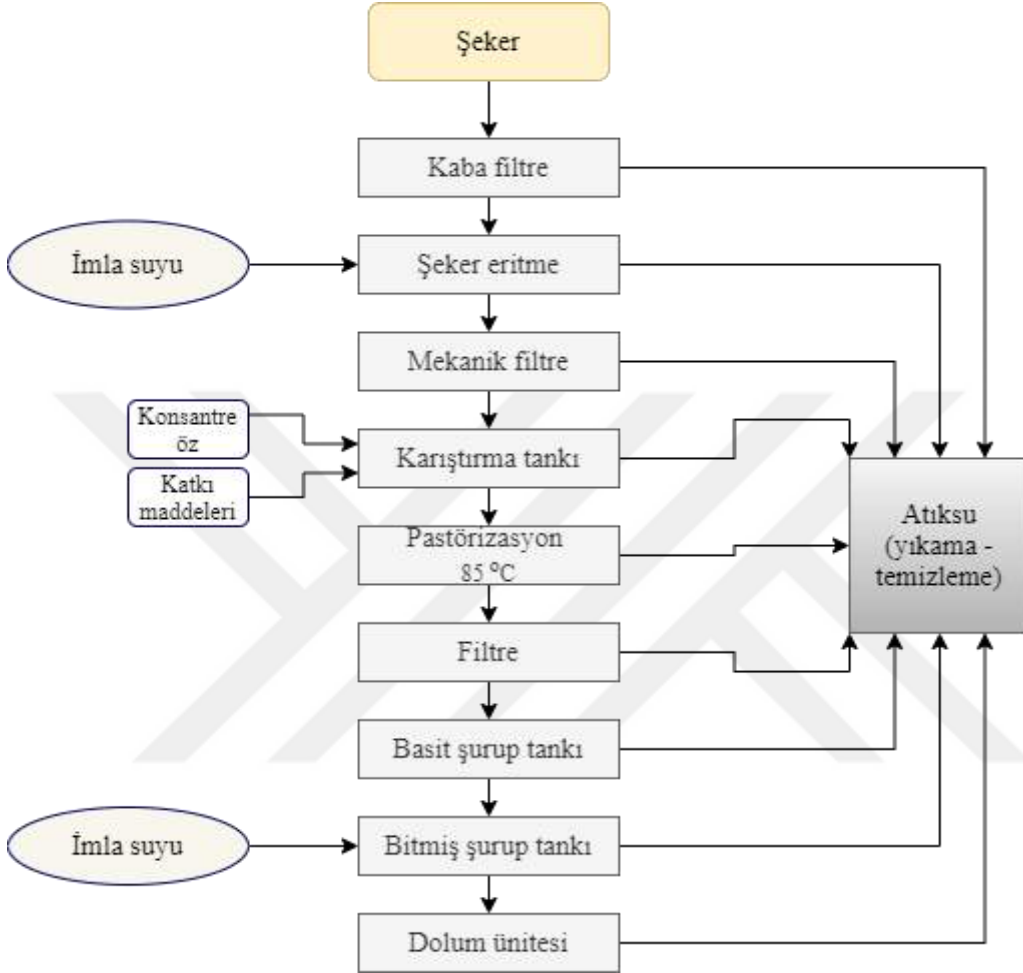 Şeker
Kaba filtre
İmla suyu
Şeker eritme
Mekanik filtre
Konsantre
öz
Karıştırma tankı
Katkı
maddeleri
Pastörizasyon
85 °C
Atıksu
(yıkama -
temizleme)
Filtre
Basit şurup tankı
İmla suyu
Bitmiş şurup tankı
Dolum ünitesi